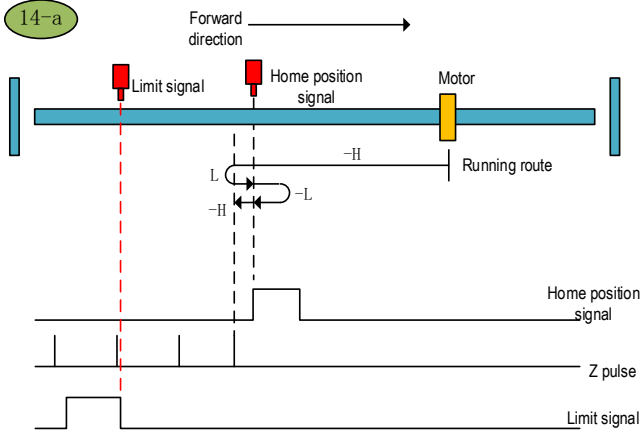 14-a
Forward
direction
Limit signal
Home position
signal
Motor
-H
Running route
L
-L
-H
Home position
signal
Z pulse
Limit signal